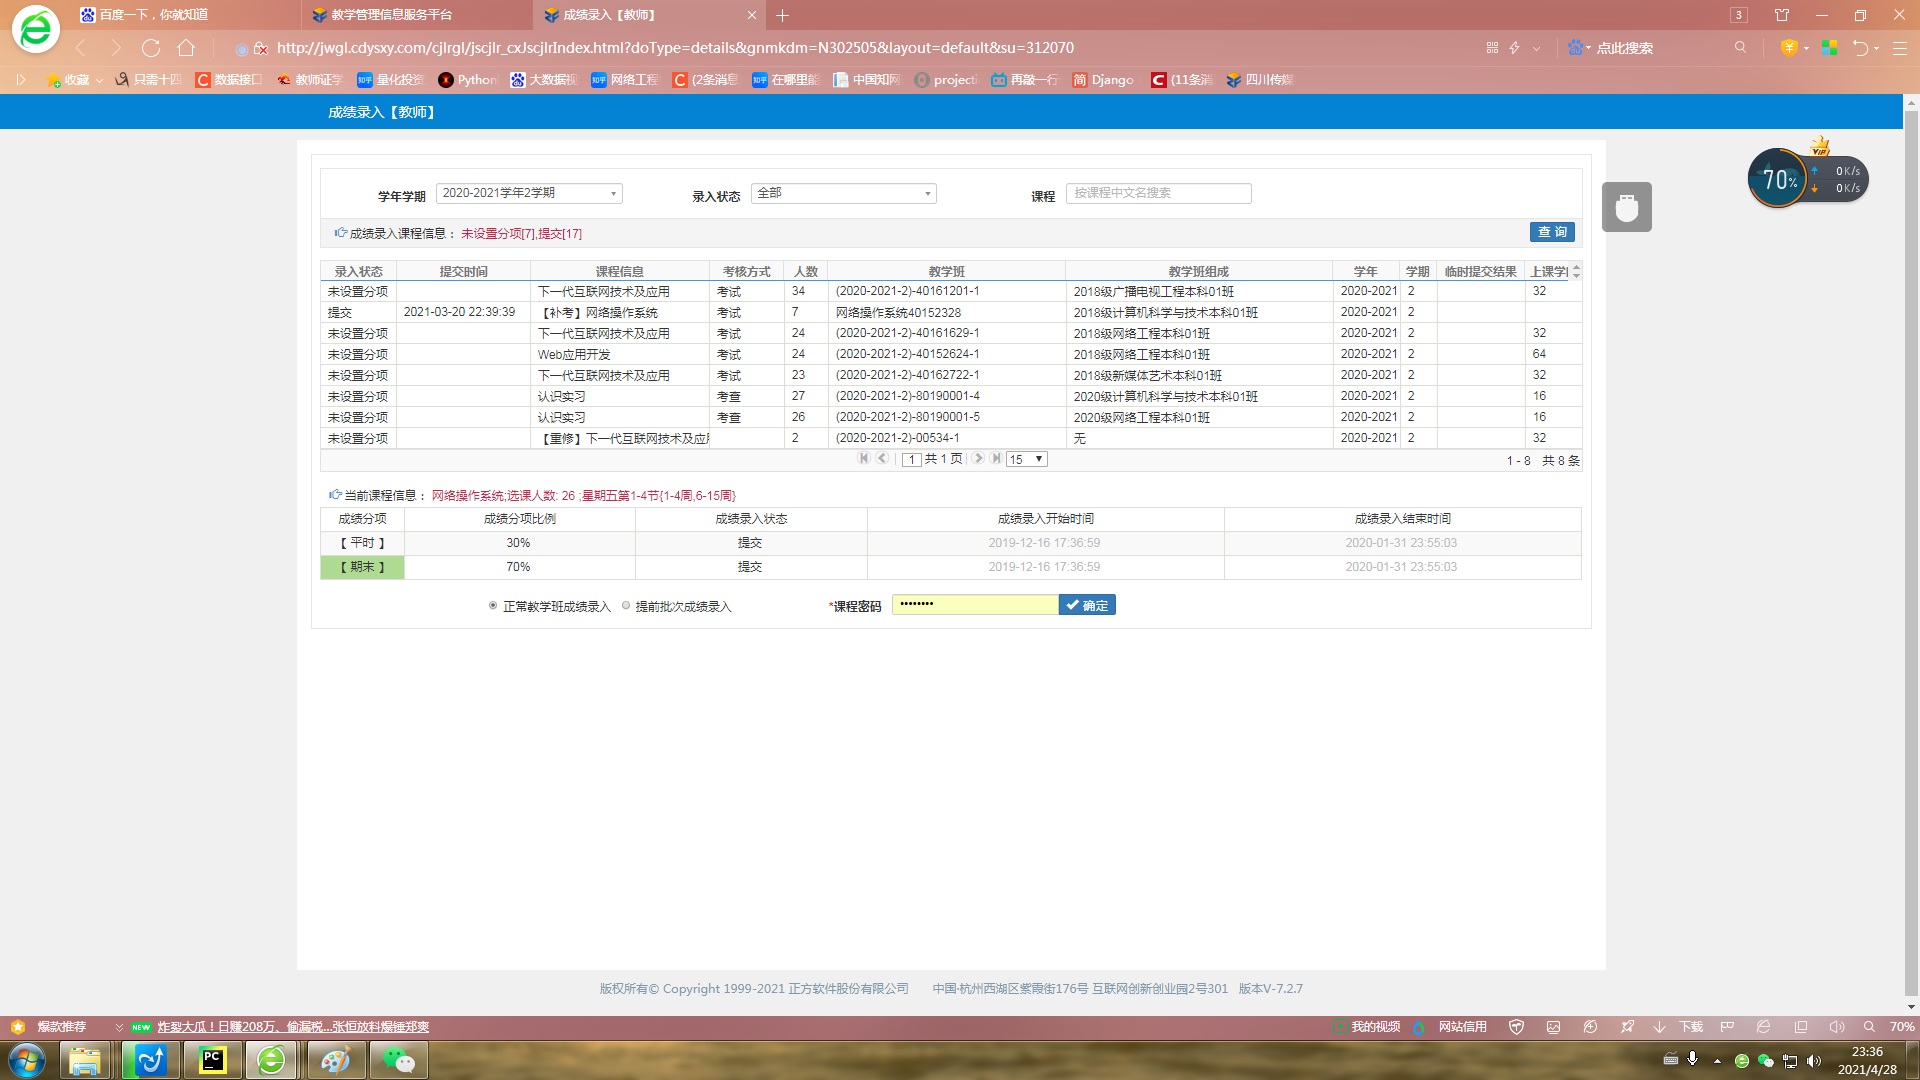 百度一下，你就知道
教学管理信息服务平台
成绩录入【教师】
3
http://jwgl.cdysxy.com/cjlrgl/jscjlr_cxJscjlrIndex.html?doType=details&gnmkdm=N302505&layout=default&su=312070
点此搜索
收藏 只需十四 数据接口 教师证学 量化投资 Python 大数据视 网络工程 (2条消息 在哪里能 中国知网 projecti 再敲一行 Django (11条消 四川传媒
成绩录入【教师】
学年学期 2020-2021学年2学期 录入状态 全部 课程 按课程中文名搜索
成绩录入课程信息： 未设置分项[7],提交[17] 查 询
录入状态 提交时间 课程信息 考核方式 人数 教学班 教学班组成 学年 学期 临时提交结果 上课学
未设置分项 下一代互联网技术及应用 考试 34 (2020-2021-2)-40161201-1 2018级广播电视工程本科01班 2020-2021 2 32
提交 2021-03-20 22:39:39 【补考】网络操作系统 考试 7 网络操作系统40152328 2018级计算机科学与技术本科01班 2020-2021 2
未设置分项 下一代互联网技术及应用 考试 24 (2020-2021-2)-40161629-1 2018级网络工程本科01班 2020-2021 2 32
未设置分项 Web应用开发 考试 24 (2020-2021-2)-40152624-1 2018级网络工程本科01班 2020-2021 2 64
未设置分项 下一代互联网技术及应用 考试 23 (2020-2021-2)-40162722-1 2018级新媒体艺术本科01班 2020-2021 2 32
未设置分项 认识实习 考查 27 (2020-2021-2)-80190001-4 2020级计算机科学与技术本科01班 2020-2021 2 16
未设置分项 认识实习 考查 26 (2020-2021-2)-80190001-5 2020级网络工程本科01班 2020-2021 2 16
未设置分项 【重修】下一代互联网技术及应用 2 (2020-2021-2)-00534-1 无 2020-2021 2 32
1 共 1 页 15 1 - 8 共 8 条
当前课程信息： 网络操作系统;选课人数: 26 ;星期五第1-4节{1-4周,6-15周}
成绩分项 成绩分项比例 成绩录入状态 成绩录入开始时间 成绩录入结束时间
【 平时 】 30% 提交 2019-12-16 17:36:59 2020-01-31 23:55:03
【 期末 】 70% 提交 2019-12-16 17:36:59 2020-01-31 23:55:03
正常教学班成绩录入 提前批次成绩录入 *课程密码 •••••••• 确定
VIP
70%
0K/s
0K/s
版权所有© Copyright 1999-2021 正方软件股份有限公司 中国·杭州西湖区紫霞街176号 互联网创新创业园2号301 版本V-7.2.7
爆款推荐 NEW 炸裂大瓜！日赚208万、偷漏税...张恒放料爆锤郑爽 我的视频 网站信用 下载 70%
PC
23:36
2021/4/28